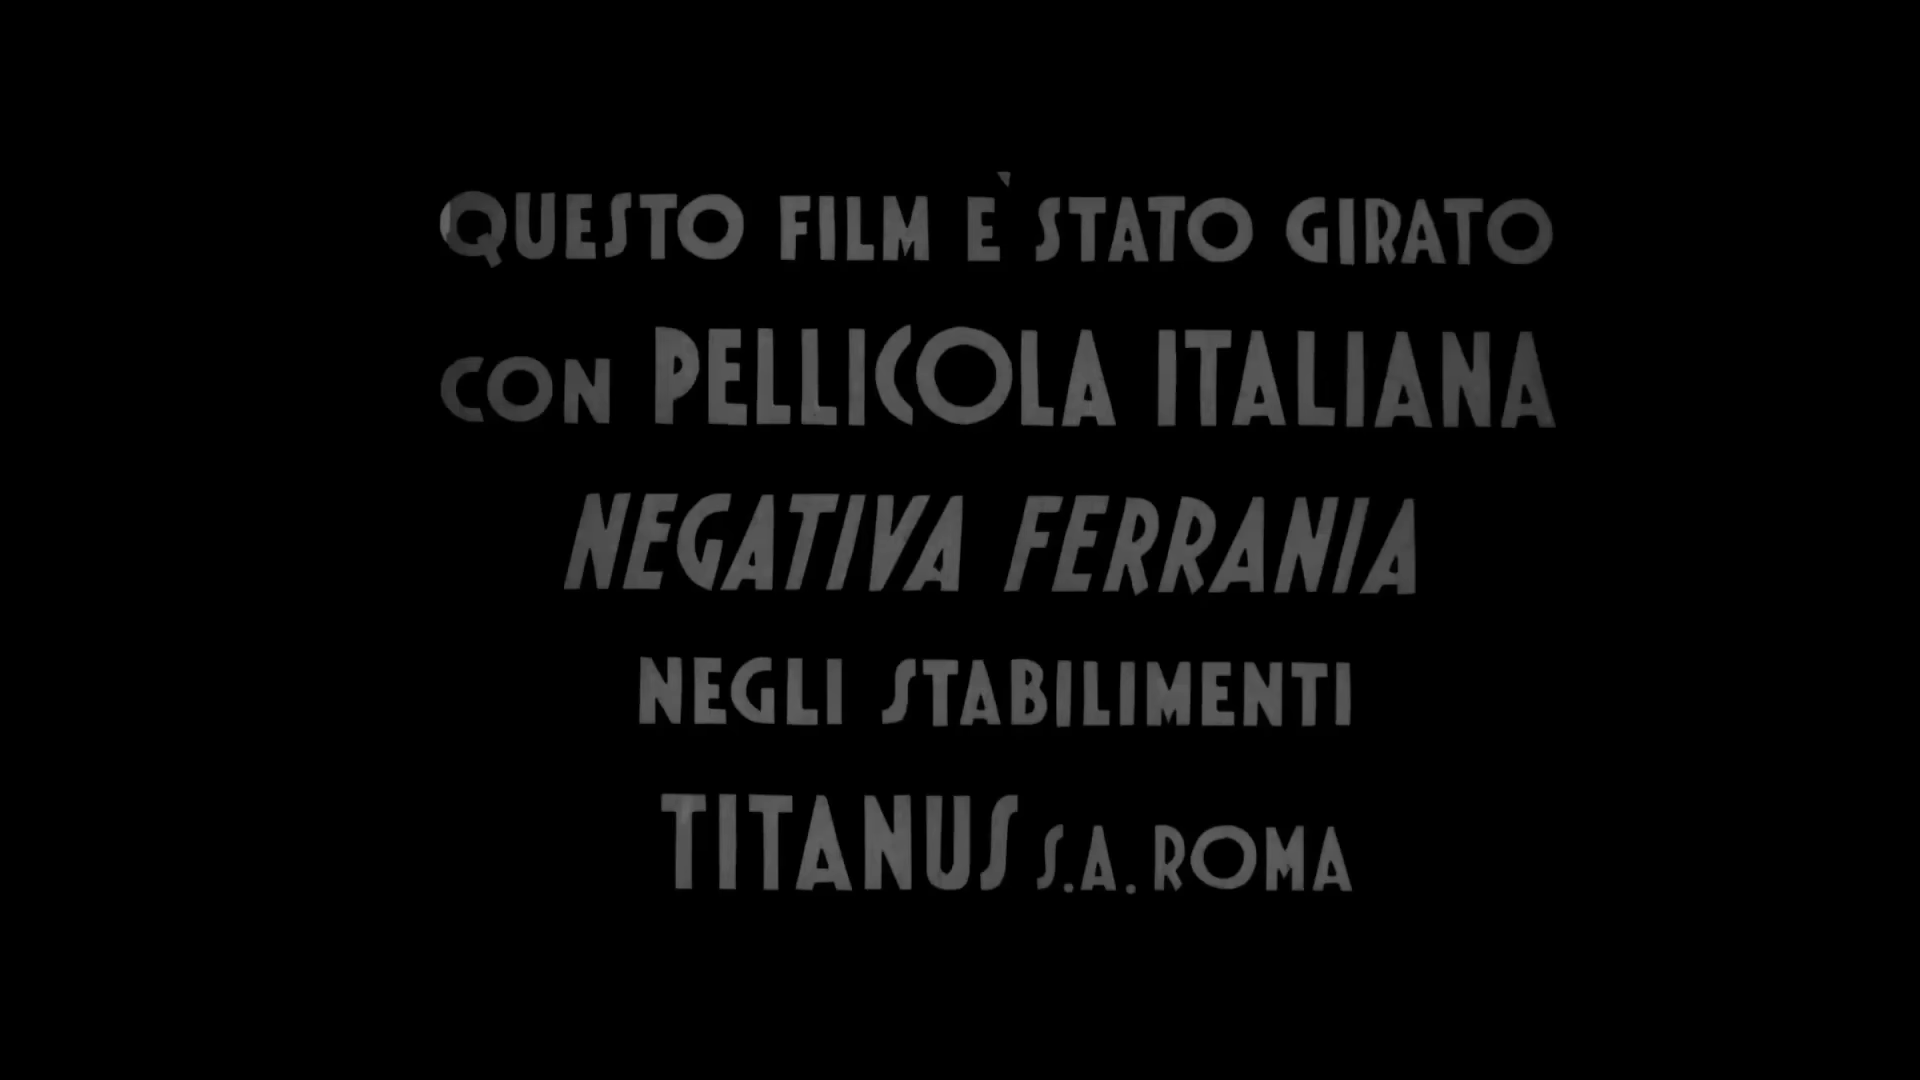 QUESTO FILM E` STATO GIRATO
CON PELLICOLA ITALIANA
NEGATIVA FERRANIA
NEGLI STABILIMENTI
TITANUS S.A. ROMA